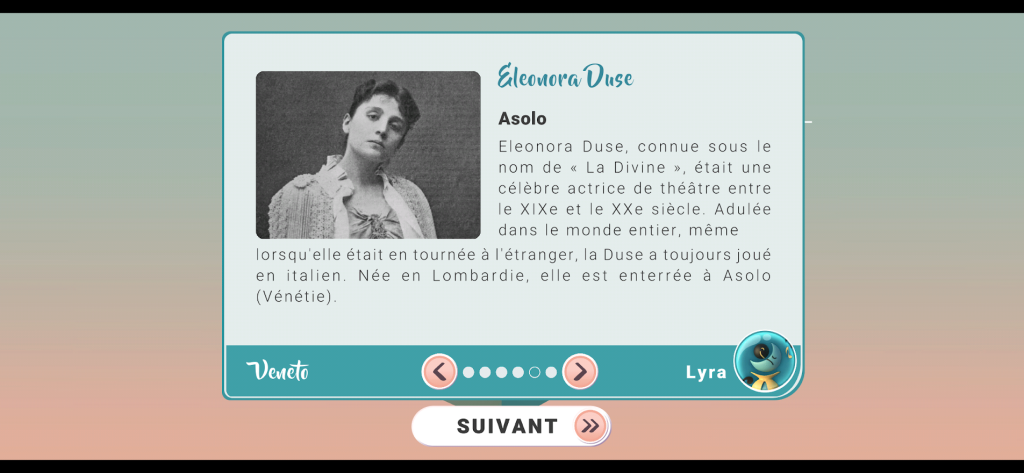 Eleonora Duse
Asolo
Eleonora Duse, connue sous le
nom de « La Divine », était une
célèbre actrice de théâtre entre
le XIXe et le XXe siècle. Adulée
dans le monde entier, même
lorsqu'elle était en tournée à l'étranger, la Duse a toujours joué
en italien. Née en Lombardie, elle est enterrée à Asolo
(Vénétie).
Veneto
Lyra
SUIVANT